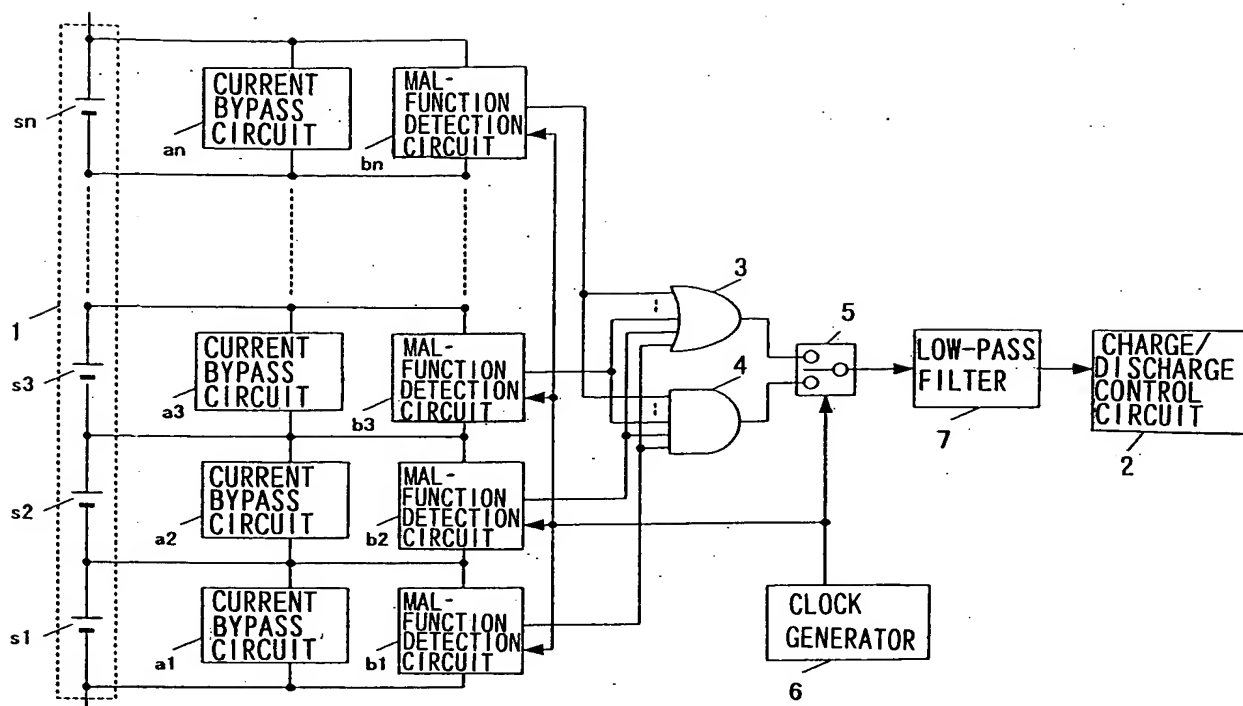 CURRENT
BYPASS
CIRCUIT
an
MAL-
FUNCTION
DETECTION
CIRCUIT
bn
sn
1
s3
CURRENT
BYPASS
CIRCUIT
a3
MAL-
FUNCTION
DETECTION
CIRCUIT
b3
3
4
5
LOW-PASS
FILTER
7
CHARGE/
DISCHARGE
CONTROL
CIRCUIT
2
s2
CURRENT
BYPASS
CIRCUIT
a2
MAL-
FUNCTION
DETECTION
CIRCUIT
b2
s1
CURRENT
BYPASS
CIRCUIT
a1
MAL-
FUNCTION
DETECTION
CIRCUIT
b1
CLOCK
GENERATOR
6